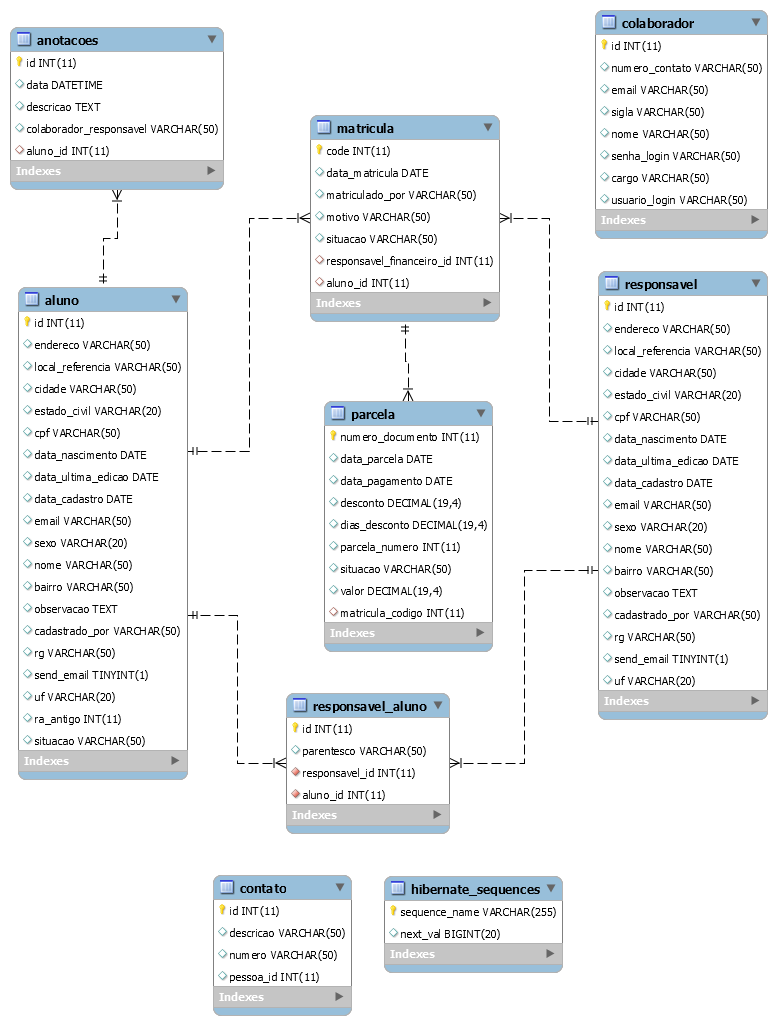 anotacoes
id INT(11)
data DATETIME
descricao TEXT
colaborador_responsavel VARCHAR(50)
aluno_id INT(11)
Indexes
colaborador
id INT(11)
numero_contato VARCHAR(50)
email VARCHAR(50)
sigla VARCHAR(50)
nome VARCHAR(50)
senha_login VARCHAR(50)
cargo VARCHAR(50)
usuario_login VARCHAR(50)
Indexes
matricula
code INT(11)
data_matricula DATE
matriculado_por VARCHAR(50)
motivo VARCHAR(50)
situacao VARCHAR(50)
responsavel_financeiro_id INT(11)
aluno_id INT(11)
Indexes
aluno
id INT(11)
endereco VARCHAR(50)
local_referencia VARCHAR(50)
cidade VARCHAR(50)
estado_civil VARCHAR(20)
cpf VARCHAR(50)
data_nascimento DATE
data_ultima_edicao DATE
data_cadastro DATE
email VARCHAR(50)
sexo VARCHAR(20)
nome VARCHAR(50)
bairro VARCHAR(50)
observacao TEXT
cadastrado_por VARCHAR(50)
rg VARCHAR(50)
send_email TINYINT(1)
uf VARCHAR(20)
ra_antigo INT(11)
situacao VARCHAR(50)
Indexes
parcela
numero_documento INT(11)
data_parcela DATE
data_pagamento DATE
desconto DECIMAL(19,4)
dias_desconto DECIMAL(19,4)
parcela_numero INT(11)
situacao VARCHAR(50)
valor DECIMAL(19,4)
matricula_codigo INT(11)
Indexes
responsavel
id INT(11)
endereco VARCHAR(50)
local_referencia VARCHAR(50)
cidade VARCHAR(50)
estado_civil VARCHAR(20)
cpf VARCHAR(50)
data_nascimento DATE
data_ultima_edicao DATE
data_cadastro DATE
email VARCHAR(50)
sexo VARCHAR(20)
nome VARCHAR(50)
bairro VARCHAR(50)
observacao TEXT
cadastrado_por VARCHAR(50)
rg VARCHAR(50)
send_email TINYINT(1)
uf VARCHAR(20)
Indexes
responsavel_aluno
id INT(11)
parentesco VARCHAR(50)
responsavel_id INT(11)
aluno_id INT(11)
Indexes
contato
id INT(11)
descricao VARCHAR(50)
numero VARCHAR(50)
pessoa_id INT(11)
Indexes
hibernate_sequences
sequence_name VARCHAR(255)
next_val BIGINT(20)
Indexes